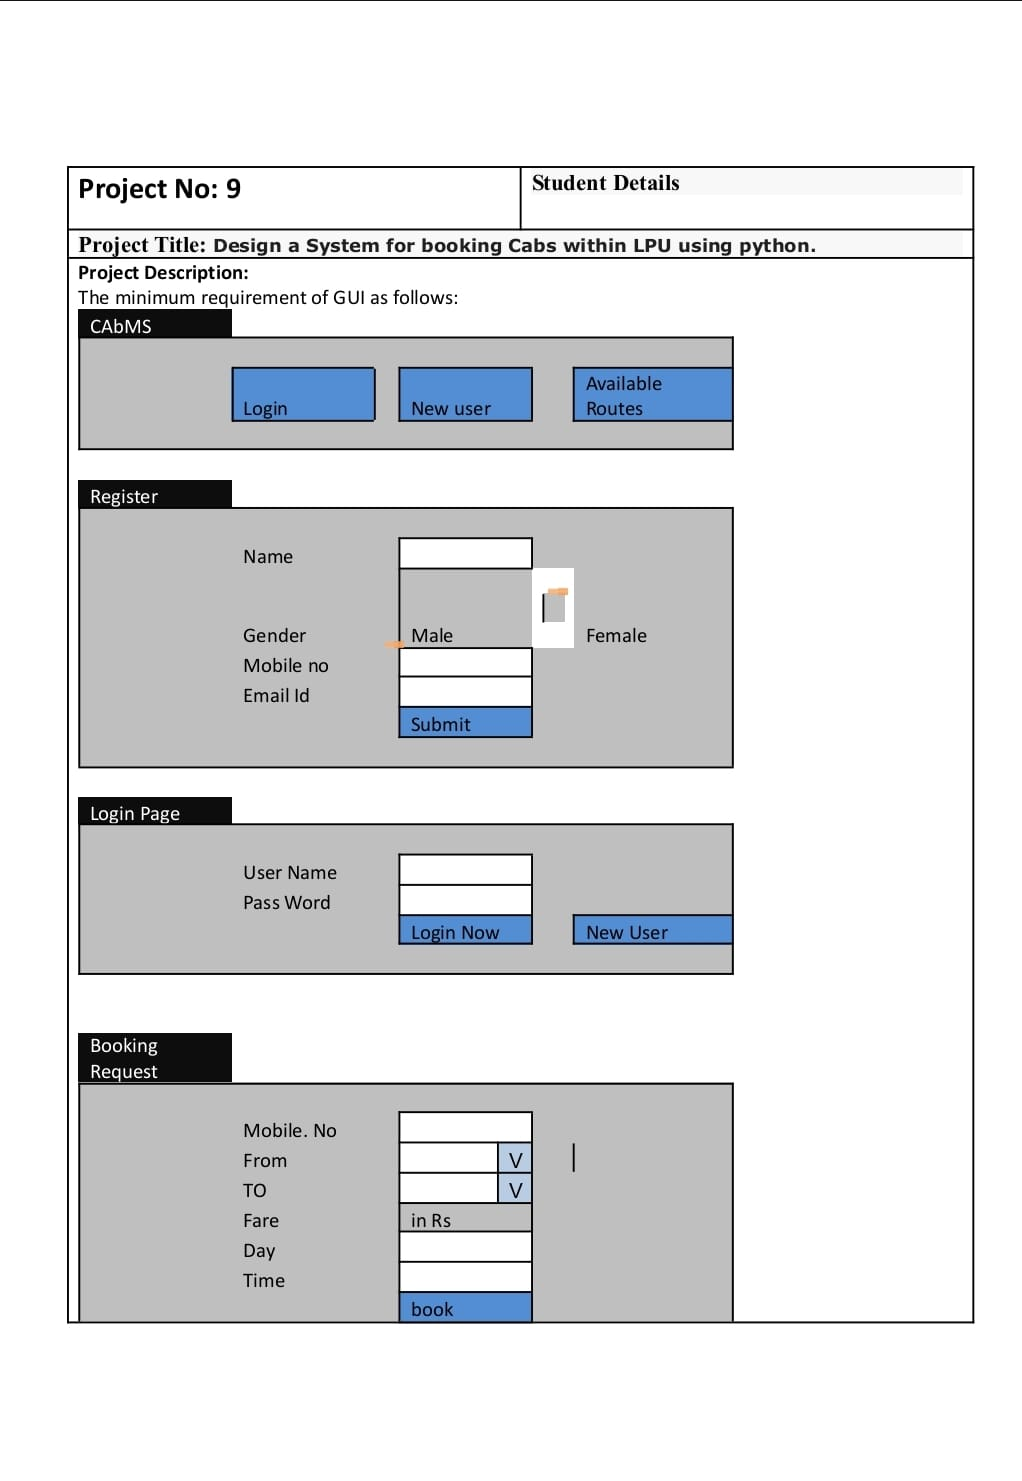 Project No: 9
Student Details
Project Title: Design a System for booking Cabs within LPU using python.
Project Description:
The minimum requirement of GUI as follows:
CAbMS
Login
New user
Available
Routes
Register
Name
Gender
Male
Female
Mobile no
Email Id
Submit
Login Page
User Name
Pass Word
Login Now
New User
Booking
Request
Mobile. No
From
V
TO
V
Fare
in Rs
Day
Time
book